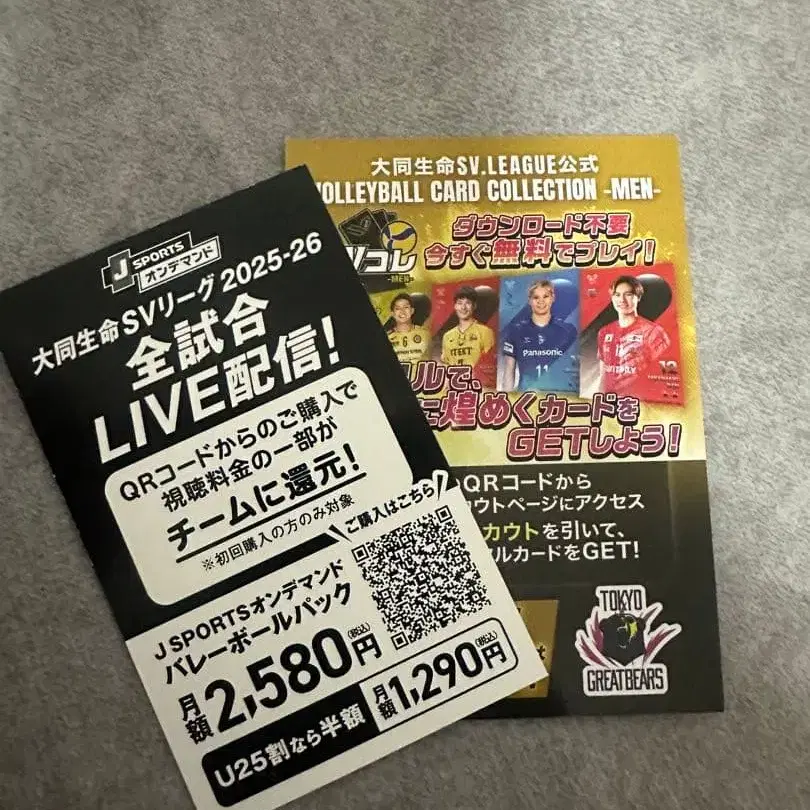 J SPORTS
オンデマンド
大同生命SVリーグ 2025-26
全試合
LIVE配信!
QRコードからのご購入で
視聴料金の一部が
チームに還元!
※初回購入の方のみ対象
ご購入はこちら
J SPORTSオンデマンド
バレーボールパック
月額2,580円(税込)
U25割なら半額 月額1,290円(税込)
大同生命SV.LEAGUE公式
VOLLEYBALL CARD COLLECTION -MEN-
コレ
-MEN-
ダウンロード不要
今すぐ無料でプレイ!
Panasonic
11
12
ルで、
に煌めくカードを
GETしよう!
QRコードから
ウトページにアクセス
カウトを引いて、
ルカードをGET!
TOKYO
GREATBEARS